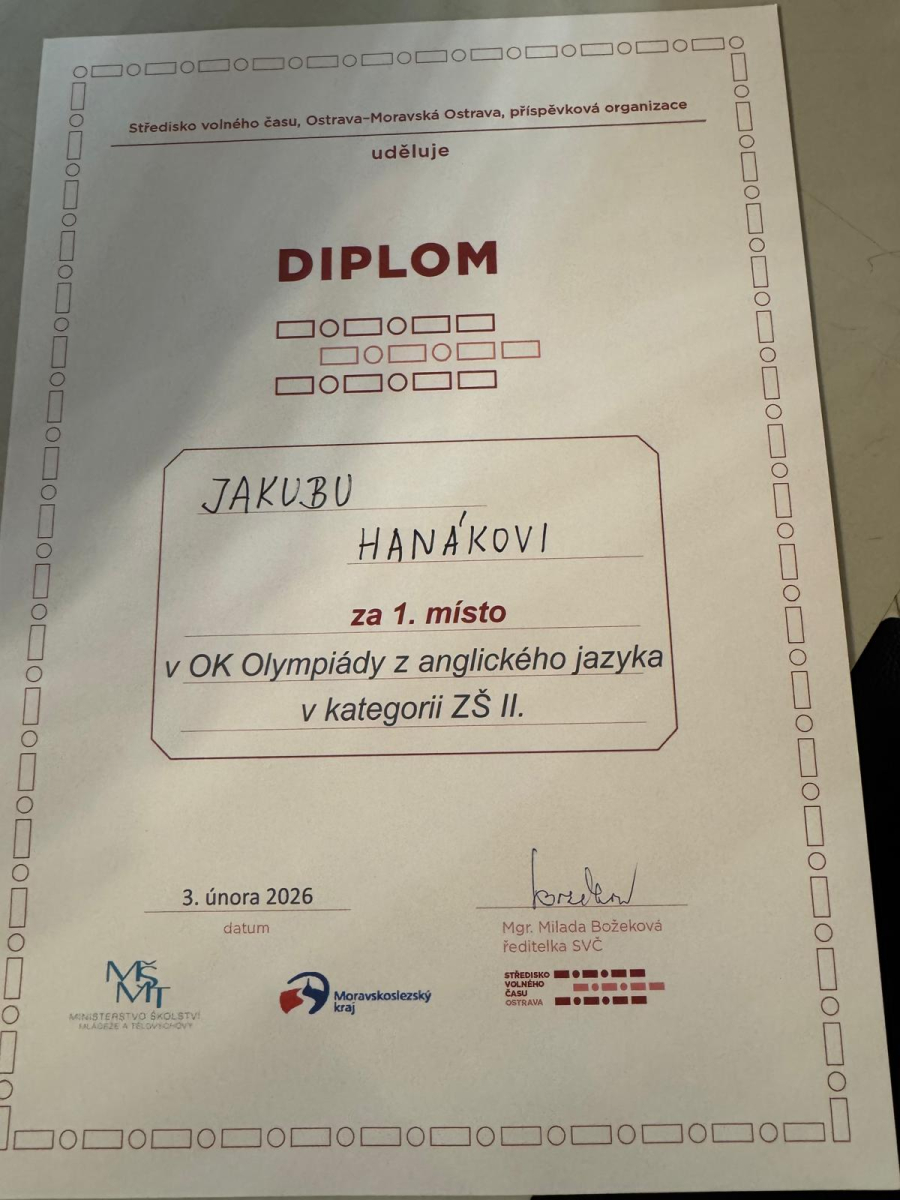 Středisko volného času, Ostrava–Moravská Ostrava, příspěvková organizace
uděluje
DIPLOM
JAKUBU
HANÁKOVI
za 1. místo
v OK Olympiády z anglického jazyka
v kategorii ZŠ II.
3. února 2026
datum
Mgr. Milada Božeková
ředitelka SVČ
MŠ
MT
MINISTERSTVO ŠKOLSTVÍ
MLÁDEŽE A TĚLOVÝCHOVY
Moravskoslezský
kraj
STŘEDISKO
VOLNÉHO
ČASU
OSTRAVA